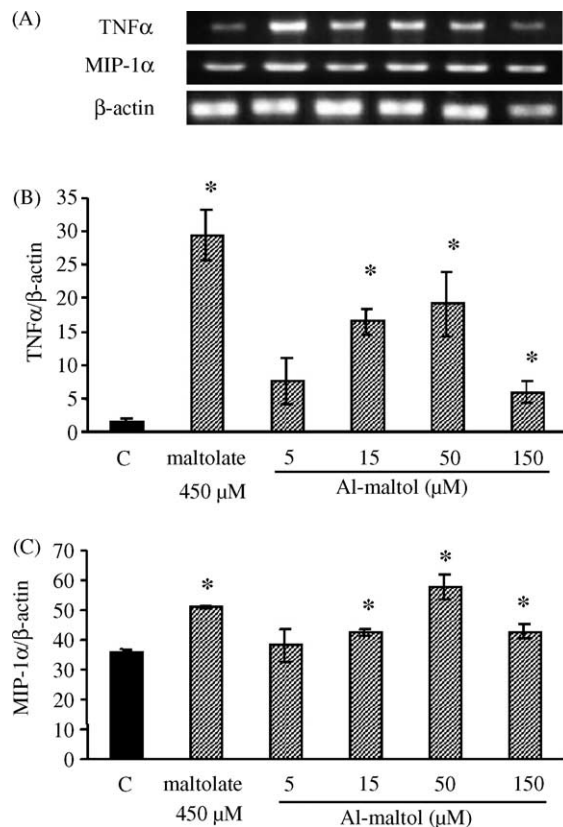 (A)
TNFα
MIP-1α
β-actin
(B)
TNFα/β-actin
35
30
25
20
15
10
5
0
*
*
*
*
C maltolate 5 15 50 150
450 μM Al-maltol (μM)
(C)
MIP-1α/β-actin
70
60
50
40
30
20
10
0
*
*
*
*
C maltolate 5 15 50 150
450 μM Al-maltol (μM)